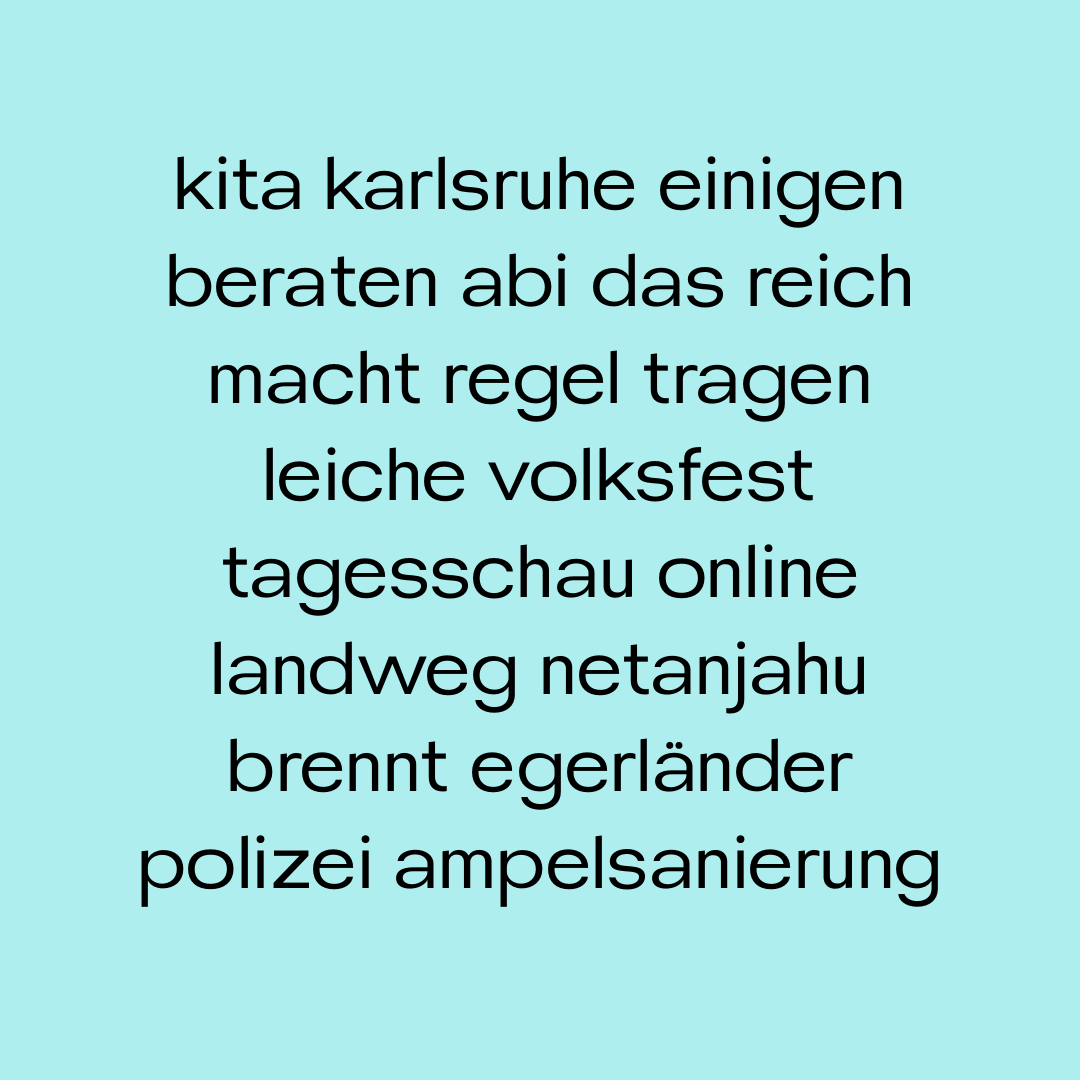 kita karlsruhe einigen
beraten abi das reich
macht regel tragen
leiche volksfest
tagesschau online
landweg netanjahu
brennt egerländer
polizei ampelsanierung